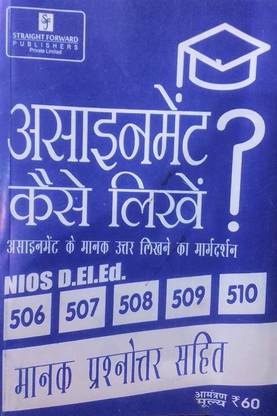 STRAIGHT FORWARD
PUBLISHERS
Private Limited
असाइनमेंट
कैसे लिखें ?
असाइनमेंट के मानक उत्तर लिखने का मार्गदर्शन
NIOS D.El.Ed.
506 507 508 509 510
मानक प्रश्नोत्तर सहित
आमंत्रण
मूल्य ₹60